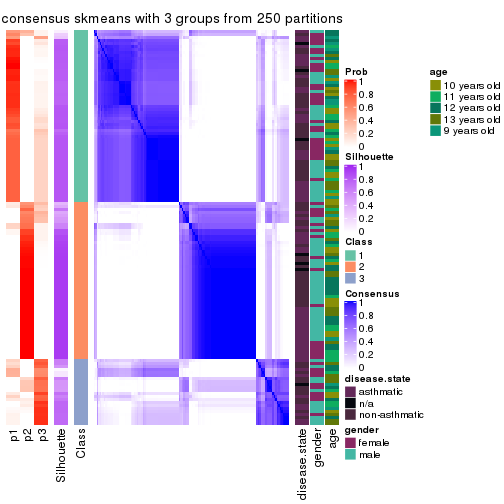 consensus skmeans with 3 groups from 250 partitions
Prob
1
0.8
0.6
0.4
0.2
0
Silhouette
1
0.8
0.6
0.4
0.2
0
Class
1
2
3
Consensus
1
0.8
0.6
0.4
0.2
0
disease.state
asthmatic
n/a
non-asthmatic
gender
female
male
age
10 years old
11 years old
12 years old
13 years old
9 years old
p1
p2
p3
Silhouette
Class
disease.state
gender
age